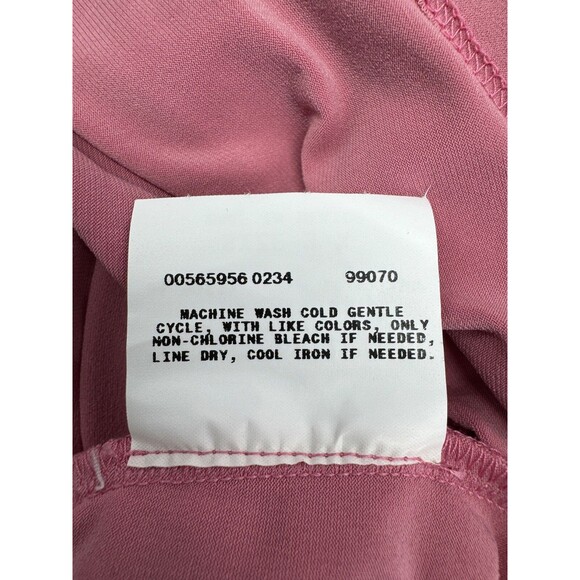 00565956 0234 99070
MACHINE WASH COLD GENTLE
CYCLE, WITH LIKE COLORS, ONLY
NON-CHLORINE BLEACH IF NEEDED,
LINE DRY, COOL IRON IF NEEDED.